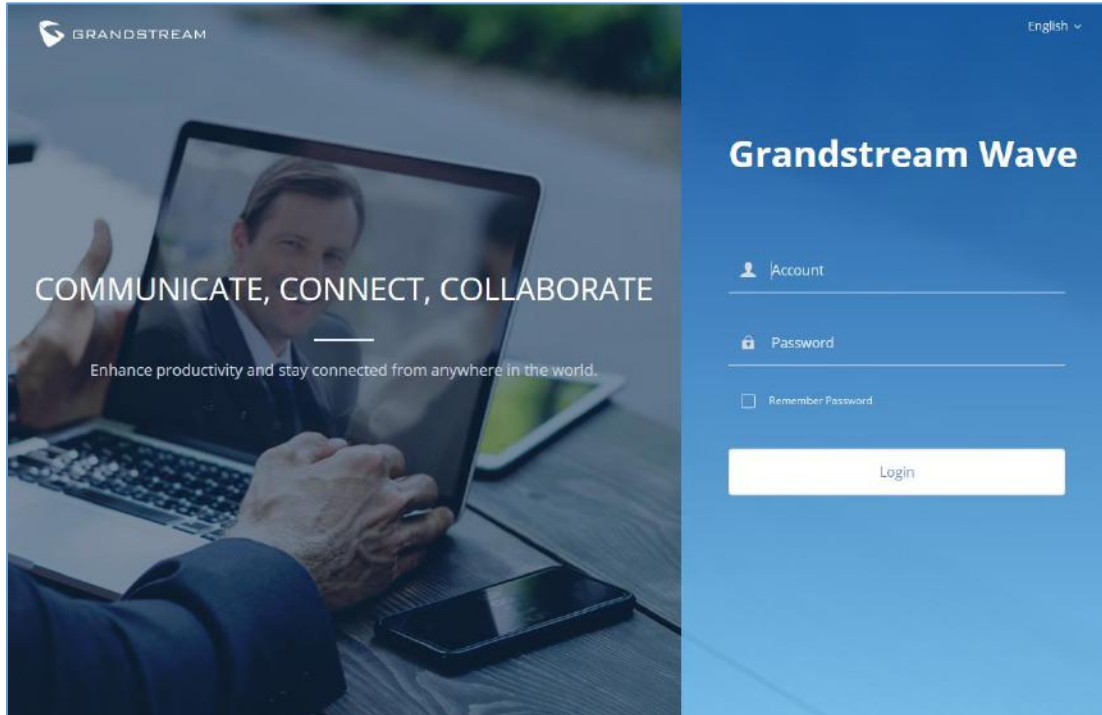 GRANDSTREAM
English
Grandstream Wave
Account
COMMUNICATE, CONNECT, COLLABORATE
Password
Enhance productivity and stay connected from anywhere in the world.
Remember Password
Login